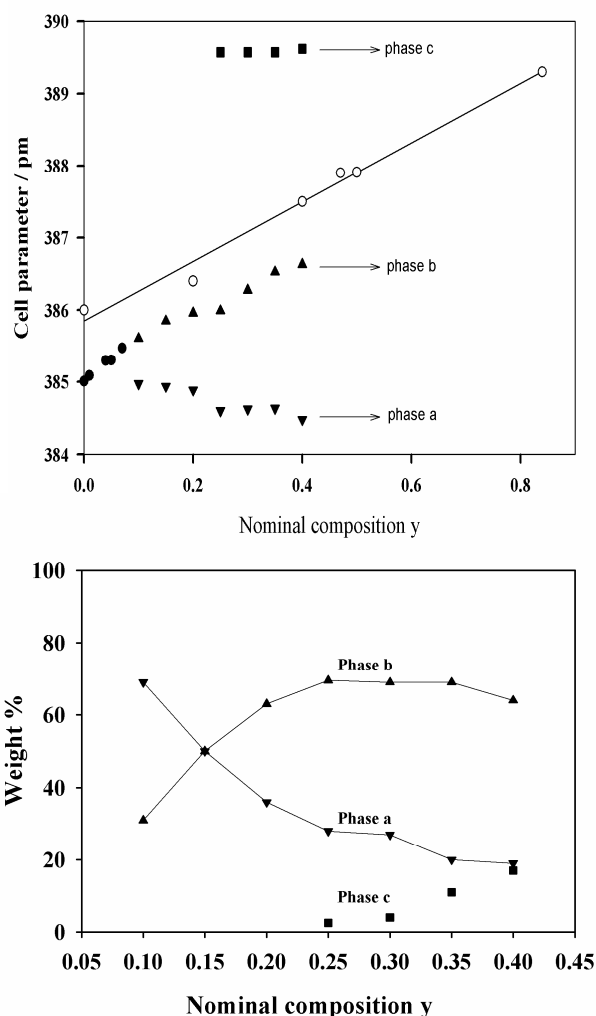 390
phase c
389
388
387
phase b
386
385
phase a
384
Cell parameter / pm
0.0 0.2 0.4 0.6 0.8
Nominal composition y
100
80
Phase b
60
40
Phase a
20
Phase c
0
Weight %
0.05 0.10 0.15 0.20 0.25 0.30 0.35 0.40 0.45
Nominal composition y